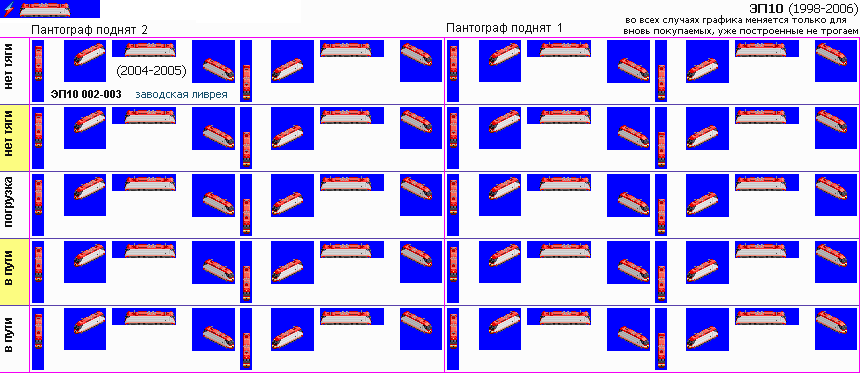 ЭП10 (1998-2006)
во всех случаях графика меняется только для
вновь покупаемых, уже построенные не трогаем
Пантограф поднят 2
Пантограф поднят 1
нет тяги
(2004-2005)
ЭП10 002-003 заводская ливрея
нет тяги
погрузка
в пути
в пути